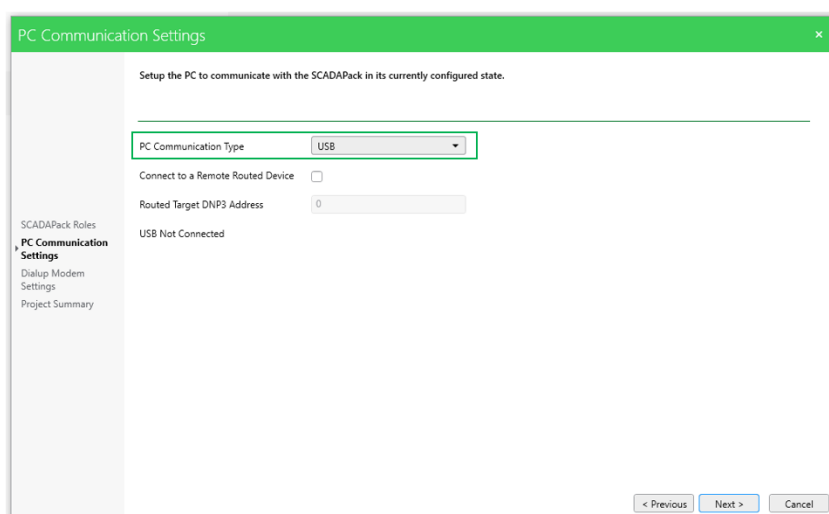 PC Communication Settings
×
Setup the PC to communicate with the SCADAPack in its currently configured state.
PC Communication Type
USB
Connect to a Remote Routed Device
Routed Target DNP3 Address
0
USB Not Connected
SCADAPack Roles
PC Communication
Settings
Dialup Modem
Settings
Project Summary
< Previous
Next >
Cancel